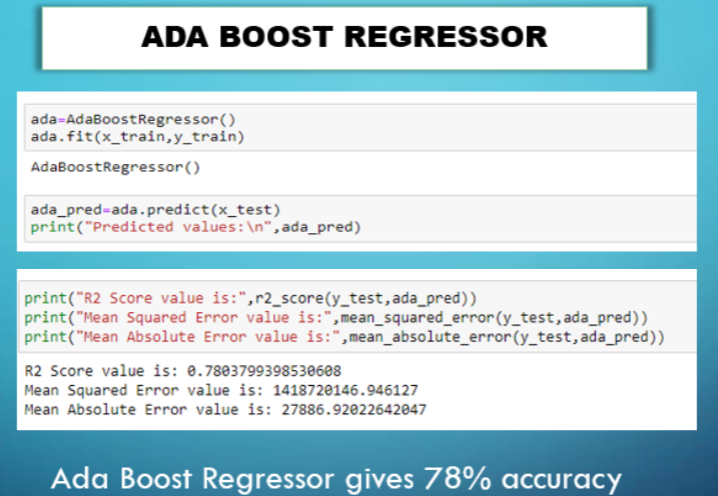 ADA BOOST REGRESSOR
ada=AdaBoostRegressor()
ada.fit(x_train,y_train)
AdaBoostRegressor()
ada_pred=ada.predict(x_test)
print("Predicted values:\n",ada_pred)
print("R2 Score value is:",r2_score(y_test,ada_pred))
print("Mean Squared Error value is:",mean_squared_error(y_test,ada_pred))
print("Mean Absolute Error value is:",mean_absolute_error(y_test,ada_pred))
R2 Score value is: 0.7803799398530608
Mean Squared Error value is: 1418720146.946127
Mean Absolute Error value is: 27886.92022642047
Ada Boost Regressor gives 78% accuracy